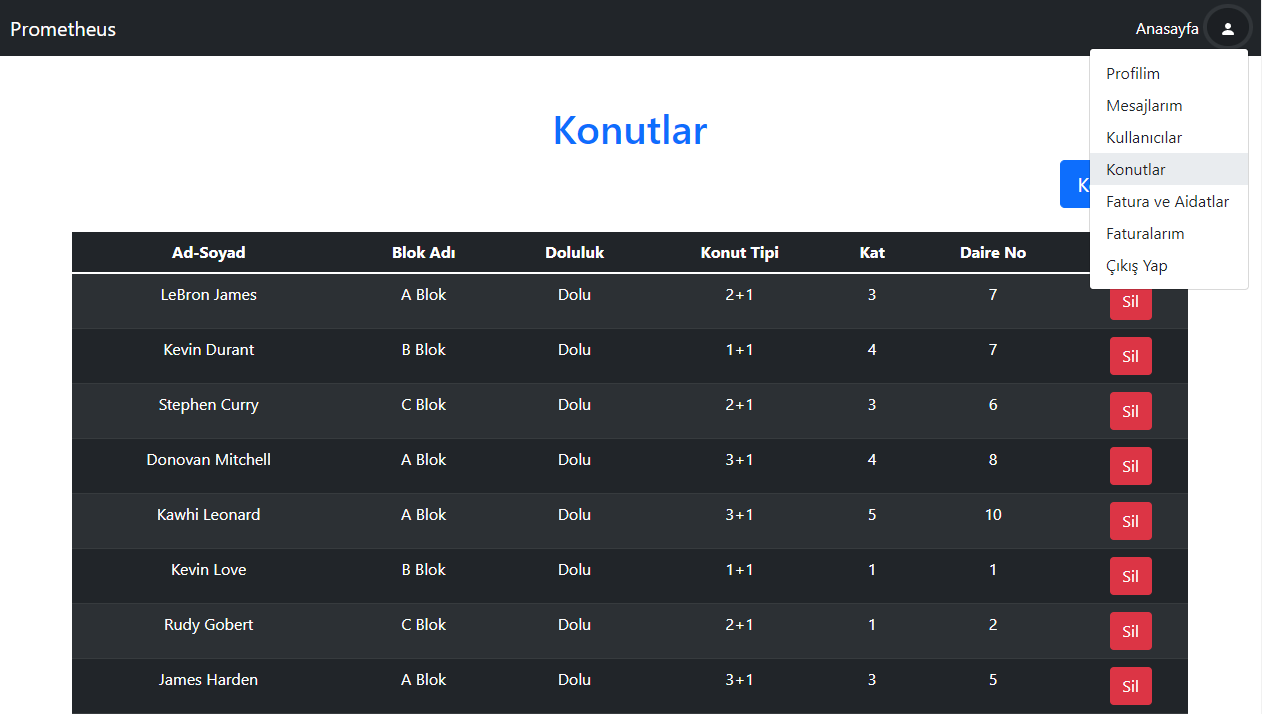 Prometheus
Anasayfa
Profilim
Mesajlarım
Kullanıcılar
Konutlar
Fatura ve Aidatlar
Faturalarım
Çıkış Yap
Konutlar
Ad-Soyad Blok Adı Doluluk Konut Tipi Kat Daire No
LeBron James A Blok Dolu 2+1 3 7 Sil
Kevin Durant B Blok Dolu 1+1 4 7 Sil
Stephen Curry C Blok Dolu 2+1 3 6 Sil
Donovan Mitchell A Blok Dolu 3+1 4 8 Sil
Kawhi Leonard A Blok Dolu 3+1 5 10 Sil
Kevin Love B Blok Dolu 1+1 1 1 Sil
Rudy Gobert C Blok Dolu 2+1 1 2 Sil
James Harden A Blok Dolu 3+1 3 5 Sil